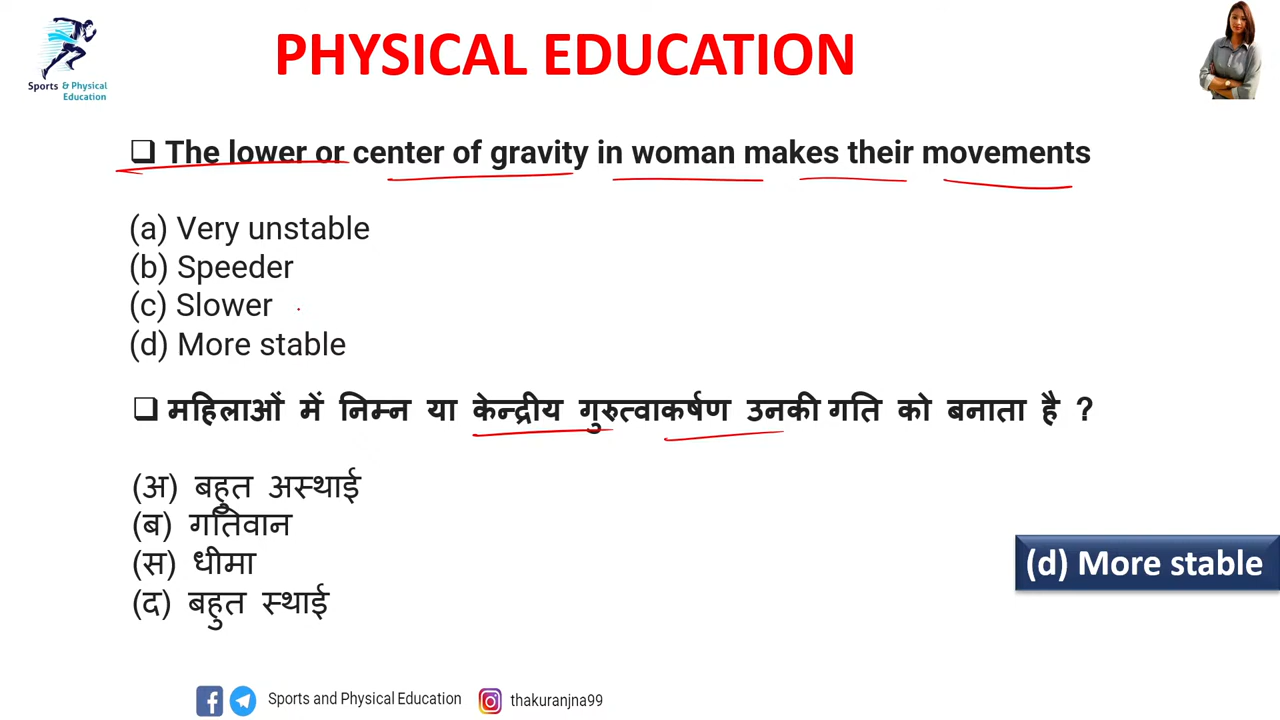 PHYSICAL EDUCATION
Sports & Physical
Education
❑ The lower or center of gravity in woman makes their movements
(a) Very unstable
(b) Speeder
(c) Slower
(d) More stable
❑ महिलाओं में निम्न या केन्द्रीय गुरुत्वाकर्षण उनकी गति को बनाता है ?
(अ) बहुत अस्थाई
(ब) गतिवान
(स) धीमा
(द) बहुत स्थाई
(d) More stable
Sports and Physical Education
thakuranjna99